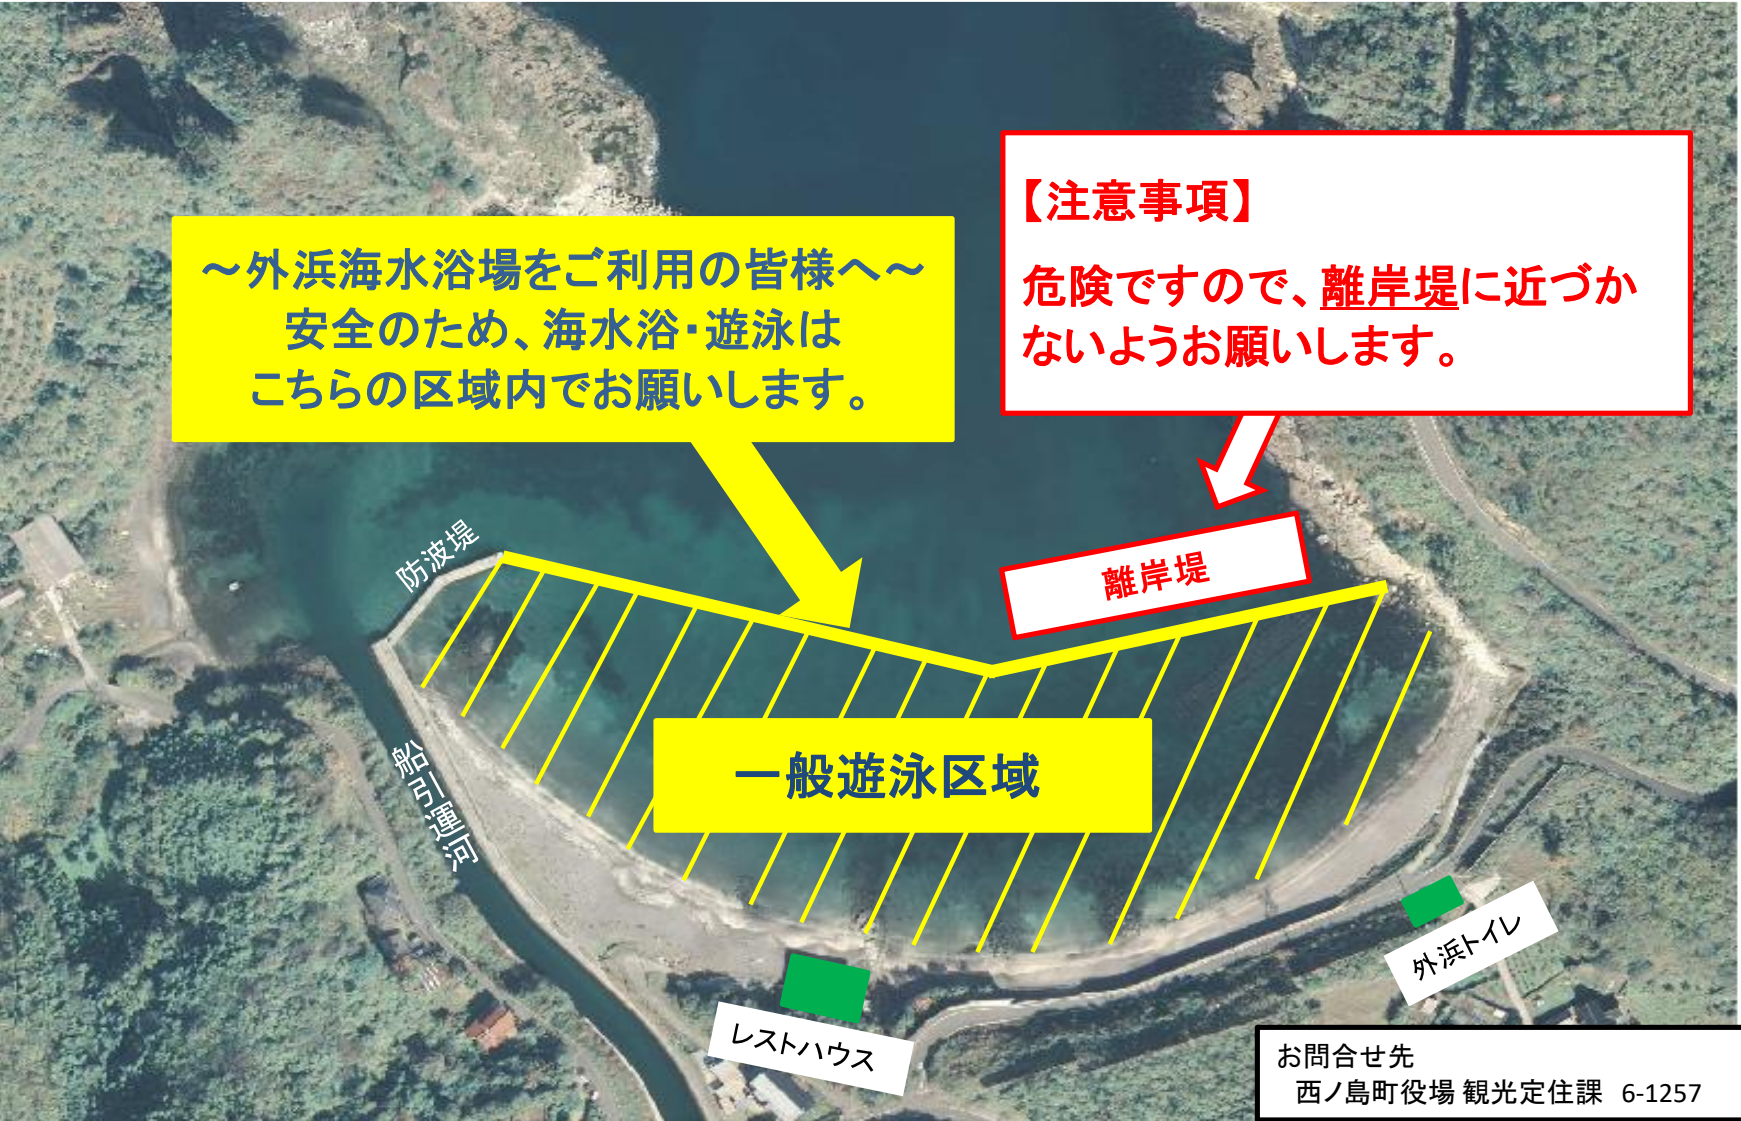 ～外浜海水浴場をご利用の皆様へ～
安全のため、海水浴・遊泳は
こちらの区域内でお願いします。
【注意事項】
危険ですので、離岸堤に近づか
ないようお願いします。
防波堤
離岸堤
船引運河
一般遊泳区域
レストハウス
外浜トイレ
お問合せ先
西ノ島町役場 観光定住課 6-1257